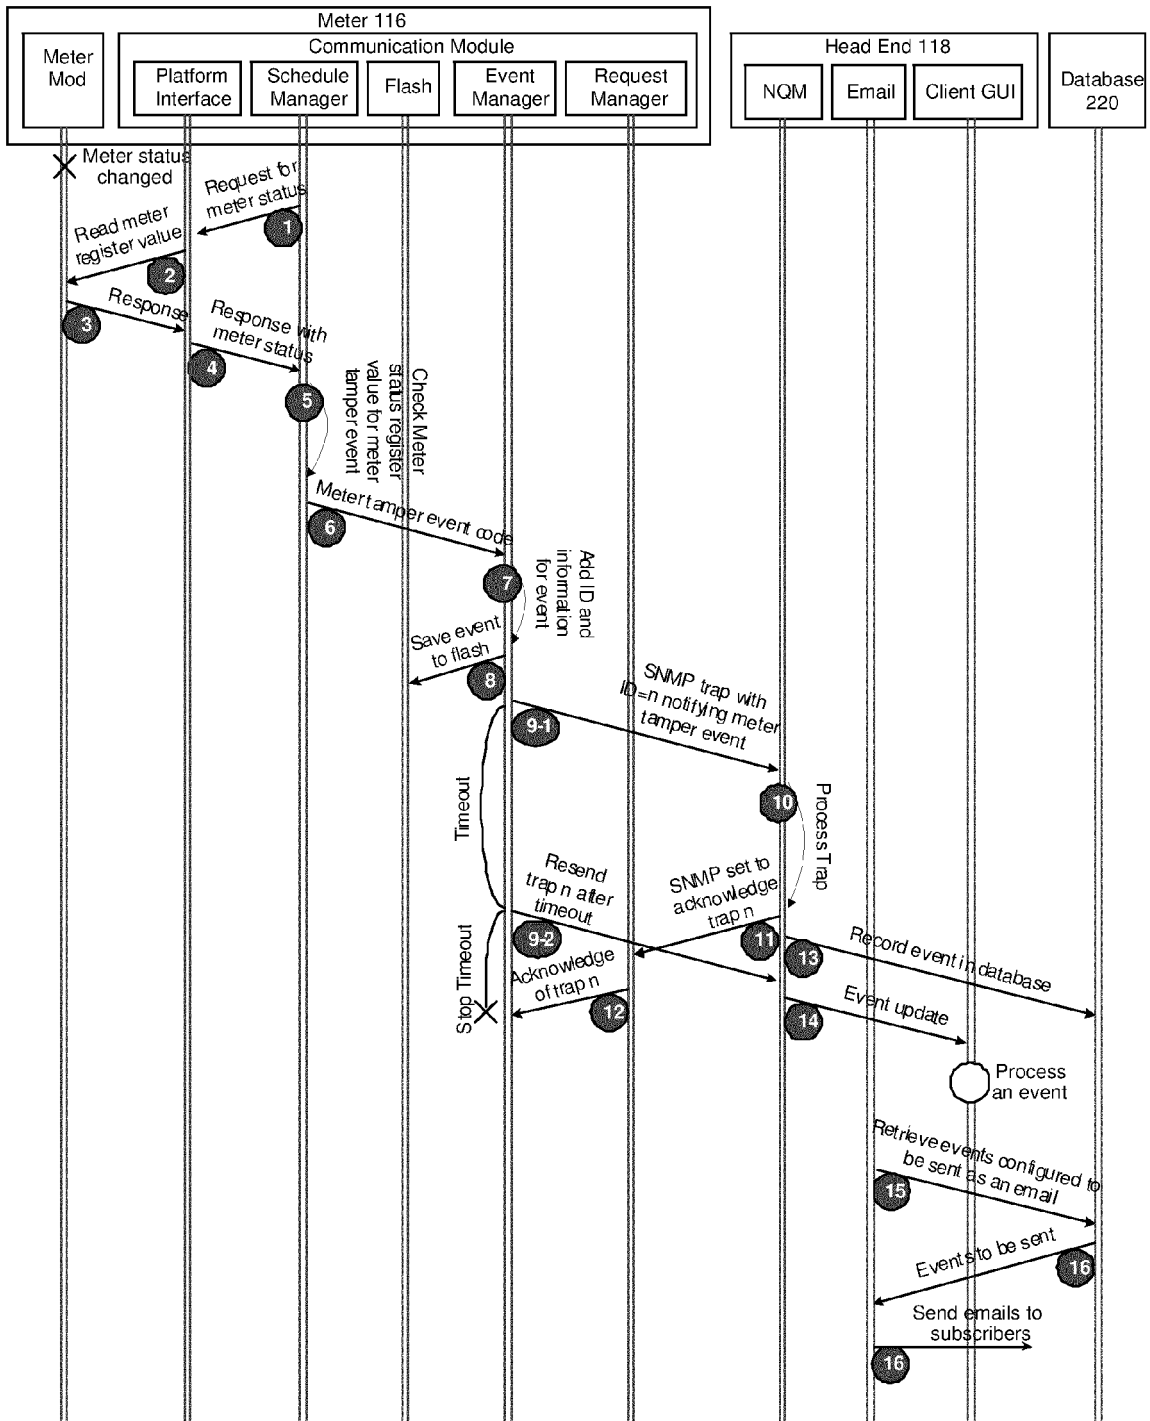 Meter 116
Head End 118
Communication Module
Meter
Mod
Platform
Interface
Schedule
Manager
Flash
Event
Manager
Request
Manager
NQM
Email
Client GUI
Database
220
Meter status
changed
Request for
meter status
1
Read meter
register value
2
Response
3
Response with
meter status
4
5
Check Meter
status register
value for meter
tamper event
Meter tamper event code
6
7
Add ID and
information
for event
Save event
to flash
8
SNMP trap with
ID=n notifying meter
tamper event
9-1
Timeout
10
Process Trap
Resend
trap n after
timeout
9-2
SNMP set to
acknowledge
trap n
11
Record event in database
13
Stop Timeout
Acknowledge
of trap n
12
Event update
14
Process
an event
Retrieve events configured to
be sent as an email
15
Events to be sent
16
Send emails to
subscribers
16